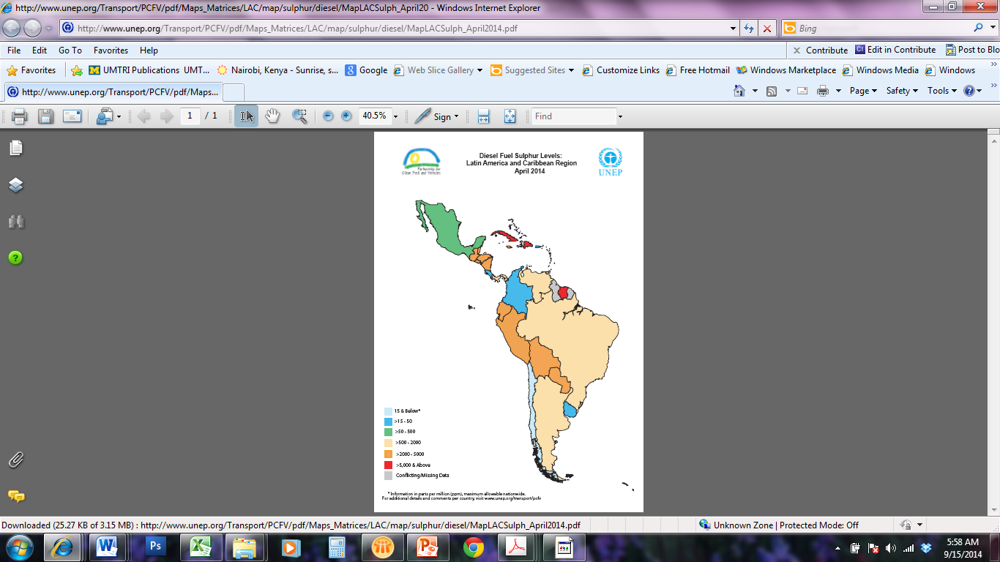 http://www.unep.org/Transport/PCFV/pdf/Maps_Matrices/LAC/map/sulphur/diesel/MapLACSulph_April20 - Windows Internet Explorer
http://www.unep.org/Transport/PCFV/pdf/Maps_Matrices/LAC/map/sulphur/diesel/MapLACSulph_April2014.pdf
Bing
File Edit Go To Favorites Help
x Contribute Edit in Contribute Post to Blo
Favorites UMTRI Publications UMT... Nairobi, Kenya - Sunrise, s... Google Web Slice Gallery Suggested Sites Customize Links Free Hotmail Windows Marketplace Windows Media Windows
http://www.unep.org/Transport/PCFV/pdf/Maps...
Page Safety Tools
1 / 1 40.5% Sign Find
Diesel Fuel Sulphur Levels:
Latin America and Caribbean Region
April 2014
Partnership for
Clean Fuels and Vehicles
UNEP
15 & Below*
>15 - 50
>50 - 500
>500 - 2000
>2000 - 5000
>5,000 & Above
Conflicting/Missing Data
* Information in parts per million (ppm), maximum allowable nationwide.
For additional details and comments per country, visit www.unep.org/transport/pcfv
Downloaded (25.27 KB of 3.15 MB) : http://www.unep.org/Transport/PCFV/pdf/Maps_Matrices/LAC/map/sulphur/diesel/MapLACSulph_April2014.pdf
Unknown Zone | Protected Mode: Off
5:58 AM
9/15/2014